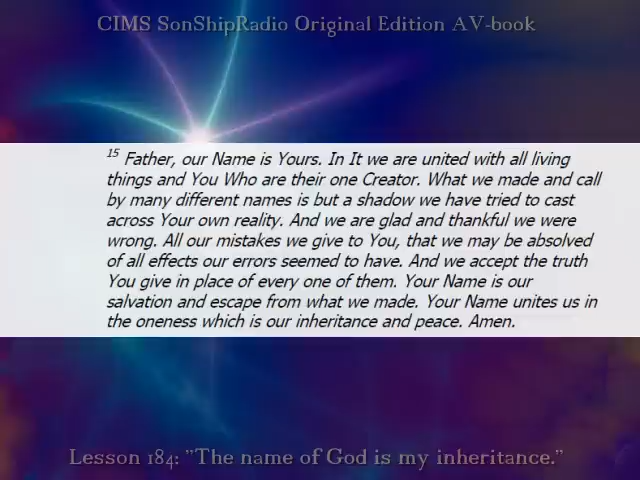 CIMS SonShipRadio Original Edition AV-book
15 Father, our Name is Yours. In It we are united with all living
things and You Who are their one Creator. What we made and call
by many different names is but a shadow we have tried to cast
across Your own reality. And we are glad and thankful we were
wrong. All our mistakes we give to You, that we may be absolved
of all effects our errors seemed to have. And we accept the truth
You give in place of every one of them. Your Name is our
salvation and escape from what we made. Your Name unites us in
the oneness which is our inheritance and peace. Amen.
Lesson 184: "The name of God is my inheritance."